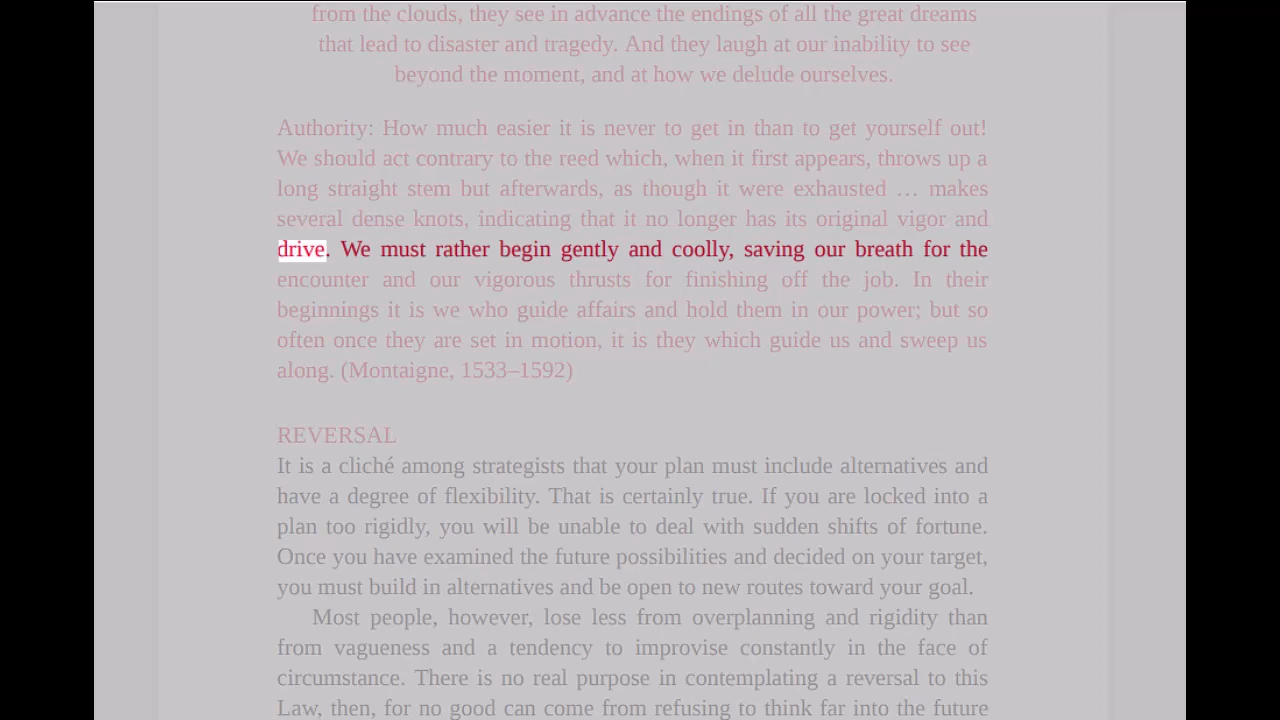 from the clouds, they see in advance the endings of all the great dreams
that lead to disaster and tragedy. And they laugh at our inability to see
beyond the moment, and at how we delude ourselves.
Authority: How much easier it is never to get in than to get yourself out!
We should act contrary to the reed which, when it first appears, throws up a
long straight stem but afterwards, as though it were exhausted … makes
several dense knots, indicating that it no longer has its original vigor and
drive. We must rather begin gently and coolly, saving our breath for the
encounter and our vigorous thrusts for finishing off the job. In their
beginnings it is we who guide affairs and hold them in our power; but so
often once they are set in motion, it is they which guide us and sweep us
along. (Montaigne, 1533–1592)
REVERSAL
It is a cliché among strategists that your plan must include alternatives and
have a degree of flexibility. That is certainly true. If you are locked into a
plan too rigidly, you will be unable to deal with sudden shifts of fortune.
Once you have examined the future possibilities and decided on your target,
you must build in alternatives and be open to new routes toward your goal.
Most people, however, lose less from overplanning and rigidity than
from vagueness and a tendency to improvise constantly in the face of
circumstance. There is no real purpose in contemplating a reversal to this
Law, then, for no good can come from refusing to think far into the future